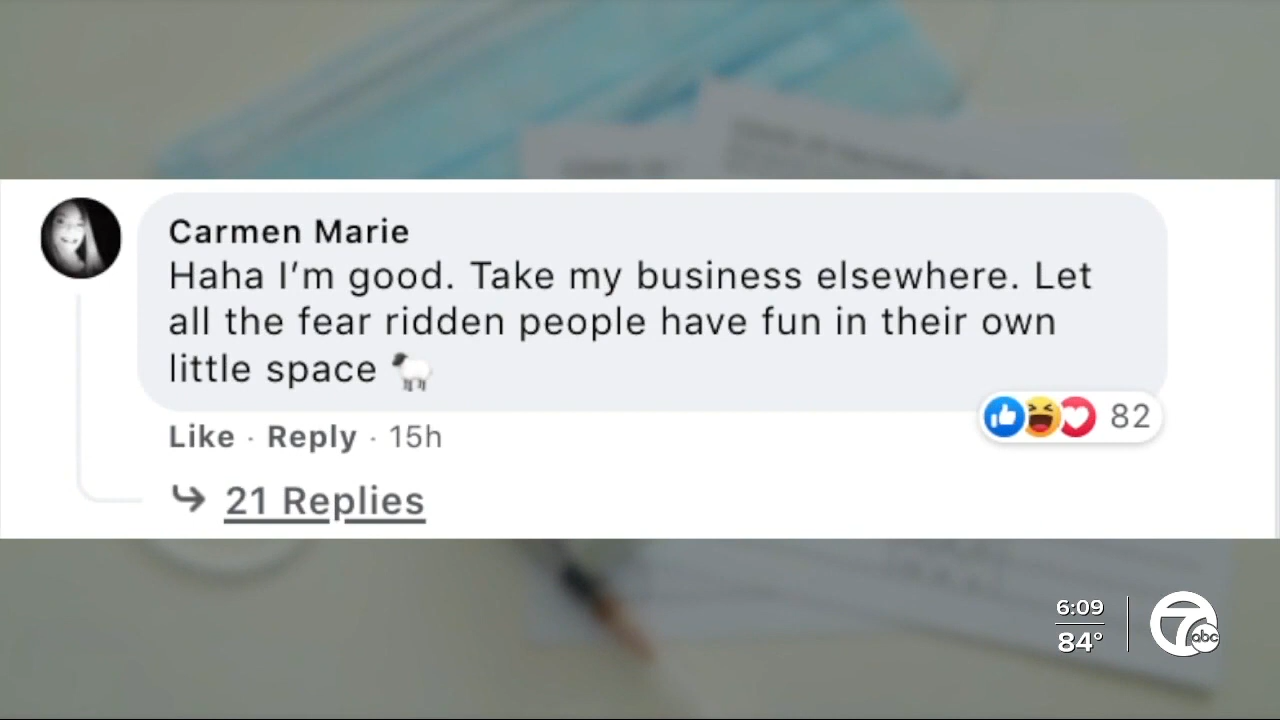 Carmen Marie
Haha I’m good. Take my business elsewhere. Let
all the fear ridden people have fun in their own
little space 🐑
Like · Reply · 15h
82
21 Replies
6:09
84°
7
abc